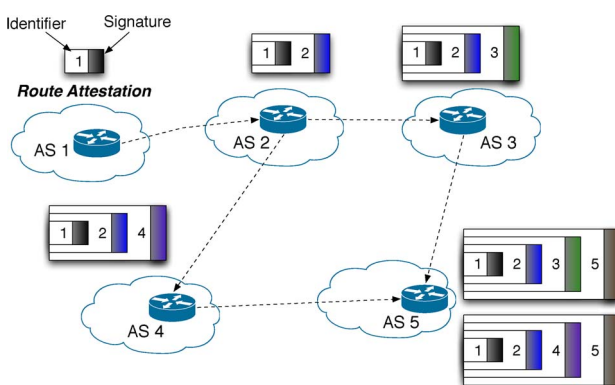 Identifier Signature
1
Route Attestation
1 2
1 2 3
AS 1
AS 2
AS 3
1 2 4
1 2 3 5
AS 4
AS 5
1 2 4 5